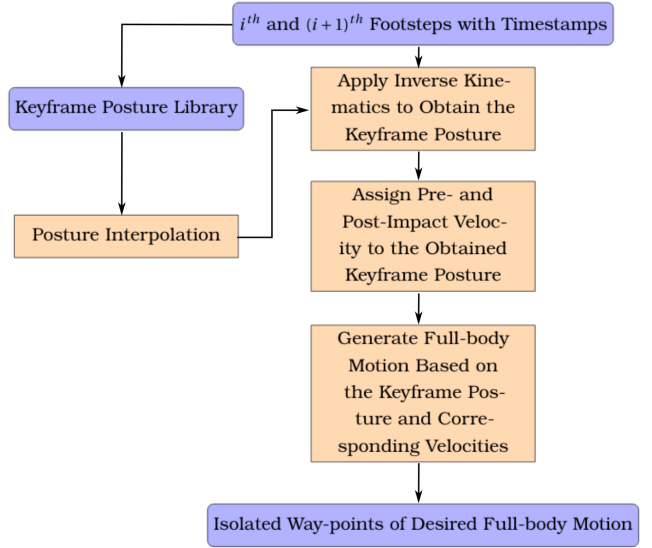 iᵗʰ and (i + 1)ᵗʰ Footsteps with Timestamps
Keyframe Posture Library
Posture Interpolation
Apply Inverse Kine-
matics to Obtain the
Keyframe Posture
Assign Pre- and
Post-Impact Veloc-
ity to the Obtained
Keyframe Posture
Generate Full-body
Motion Based on
the Keyframe Pos-
ture and Corre-
sponding Velocities
Isolated Way-points of Desired Full-body Motion